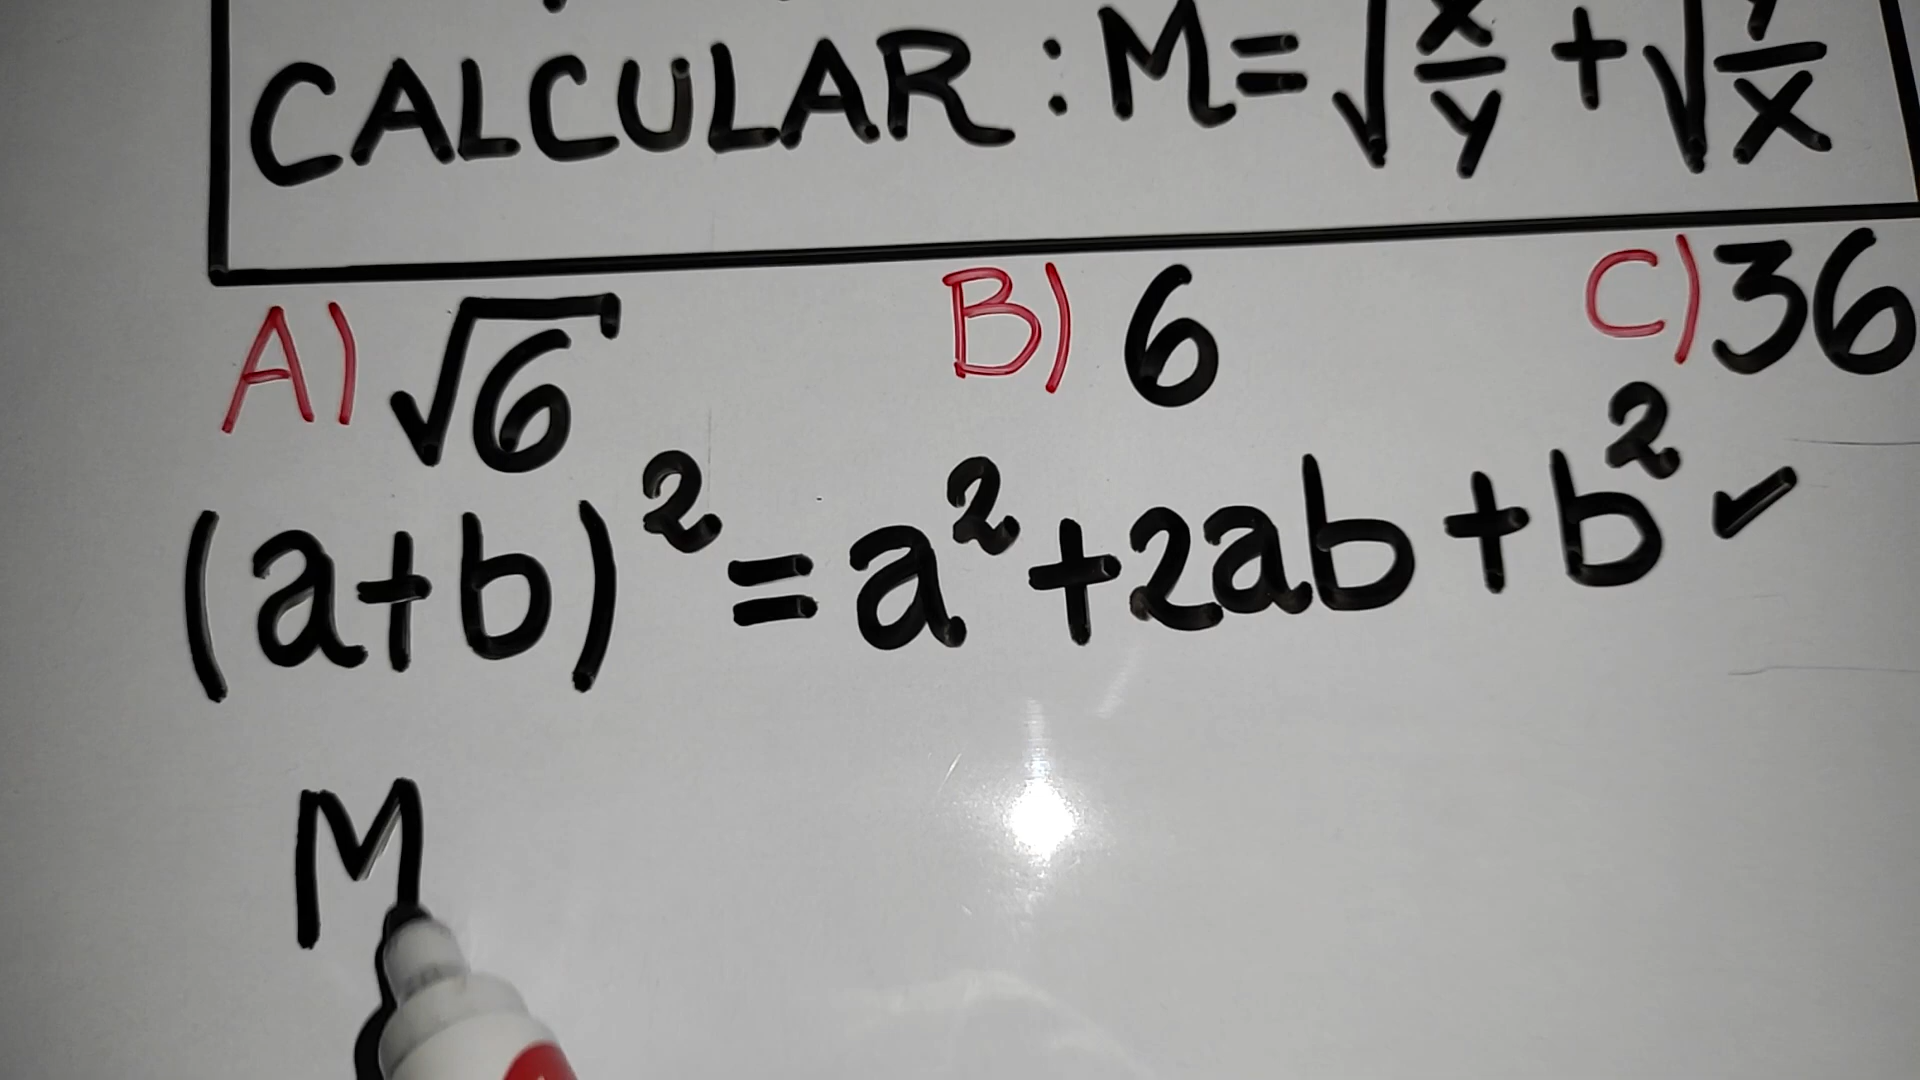 CALCULAR : M = √x/y + √y/x
A) √6 B) 6 C) 36
(a+b)² = a² + 2ab + b² ✓
M